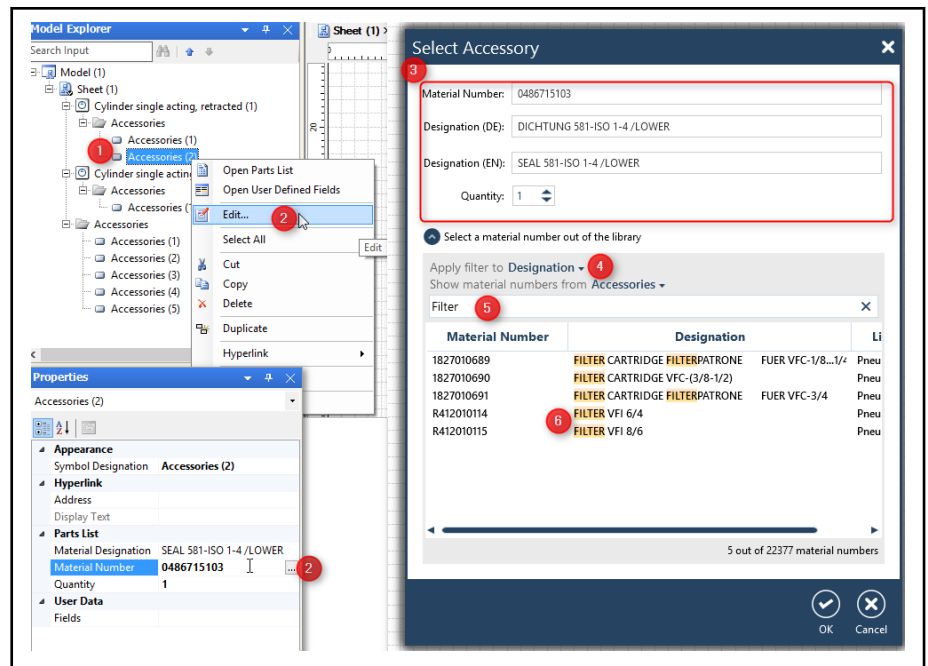 Model Explorer
Sheet (1)
Search Input
Model (1)
Sheet (1)
Cylinder single acting, retracted (1)
Accessories
Accessories (1)
1
Accessories (2)
Cylinder single acting
Accessories
Accessories (1
Accessories
Accessories (1)
Accessories (2)
Accessories (3)
Accessories (4)
Accessories (5)
20
Open Parts List
Open User Defined Fields
Edit...
2
Edit
Select All
Cut
Copy
Delete
Duplicate
Hyperlink
Properties
Accessories (2)
Appearance
Symbol Designation Accessories (2)
Hyperlink
Address
Display Text
Parts List
Material Designation SEAL 581-ISO 1-4 /LOWER
Material Number 0486715103 ... 2
Quantity 1
User Data
Fields
Select Accessory
3
Material Number: 0486715103
Designation (DE): DICHTUNG 581-ISO 1-4 /LOWER
Designation (EN): SEAL 581-ISO 1-4 /LOWER
Quantity: 1
Select a material number out of the library
Apply filter to Designation 4
Show material numbers from Accessories
Filter 5
Material Number Designation Li
1827010689 FILTER CARTRIDGE FILTERPATRONE FUER VFC-1/8...1/4 Pneu
1827010690 FILTER CARTRIDGE VFC-(3/8-1/2) Pneu
1827010691 FILTER CARTRIDGE FILTERPATRONE FUER VFC-3/4 Pneu
R412010114 FILTER VFI 6/4 Pneu
6
R412010115 FILTER VFI 8/6 Pneu
5 out of 22377 material numbers
OK Cancel